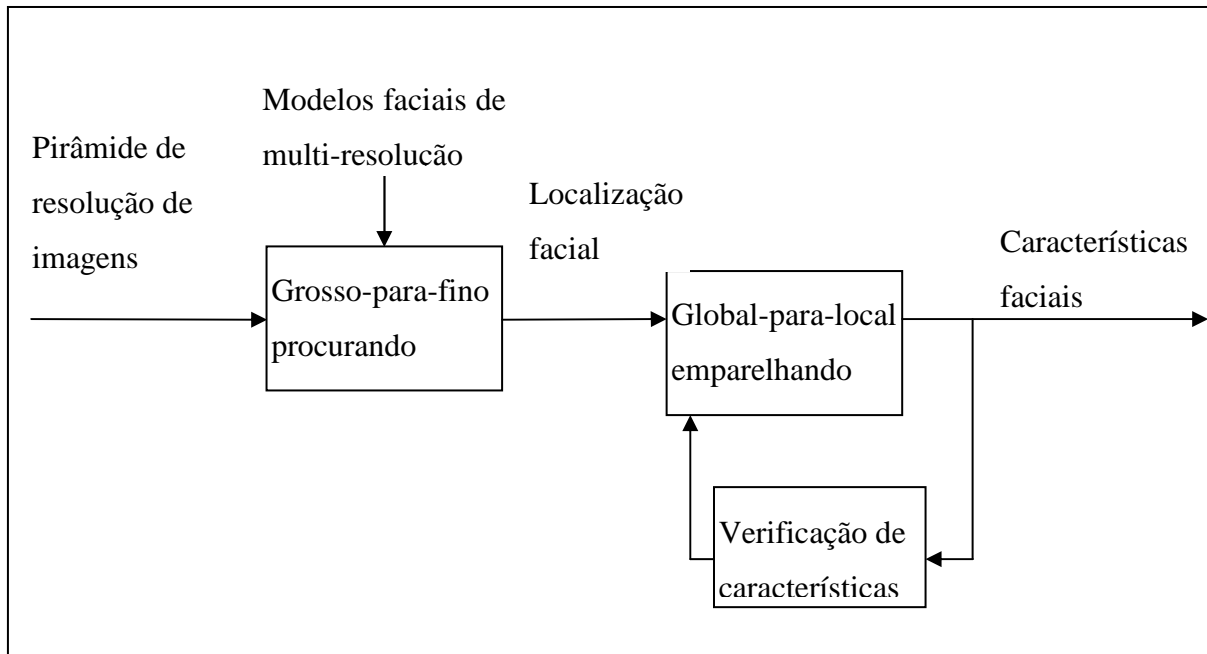 Modelos faciais de
multi-resolucão
Pirâmide de
resolução de
imagens
Localização
facial
Características
faciais
Grosso-para-fino
procurando
Global-para-local
emparelhando
Verificação de
características